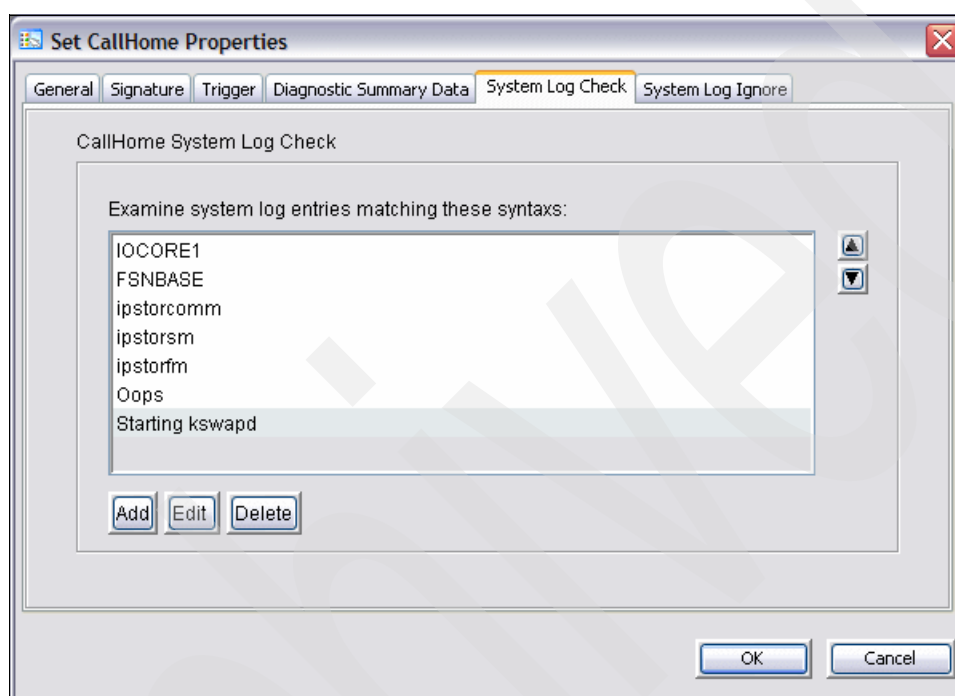 Set CallHome Properties
General Signature Trigger Diagnostic Summary Data System Log Check System Log Ignore
CallHome System Log Check
Examine system log entries matching these syntaxs:
IOCORE1
FSNBASE
ipstorcomm
ipstorsm
ipstorfm
Oops
Starting kswapd
Add Edit Delete
OK Cancel